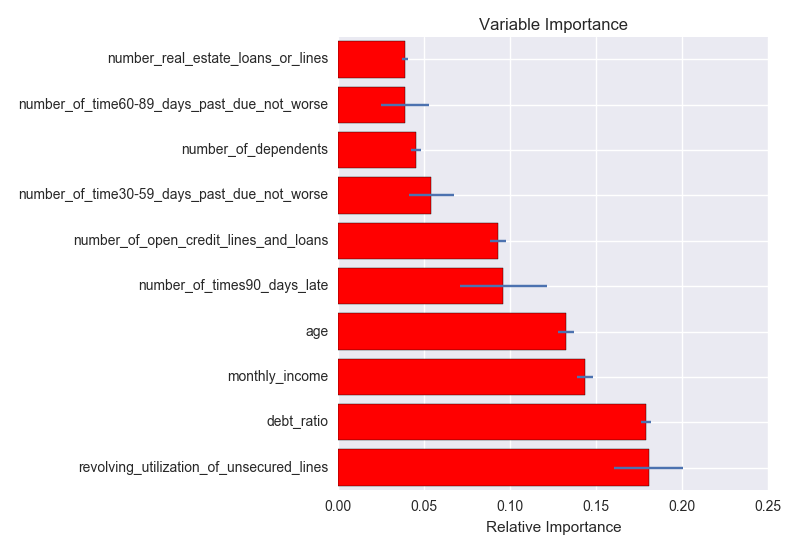 Variable Importance
number_real_estate_loans_or_lines
number_of_time60-89_days_past_due_not_worse
number_of_dependents
number_of_time30-59_days_past_due_not_worse
number_of_open_credit_lines_and_loans
number_of_times90_days_late
age
monthly_income
debt_ratio
revolving_utilization_of_unsecured_lines
0.00 0.05 0.10 0.15 0.20 0.25
Relative Importance